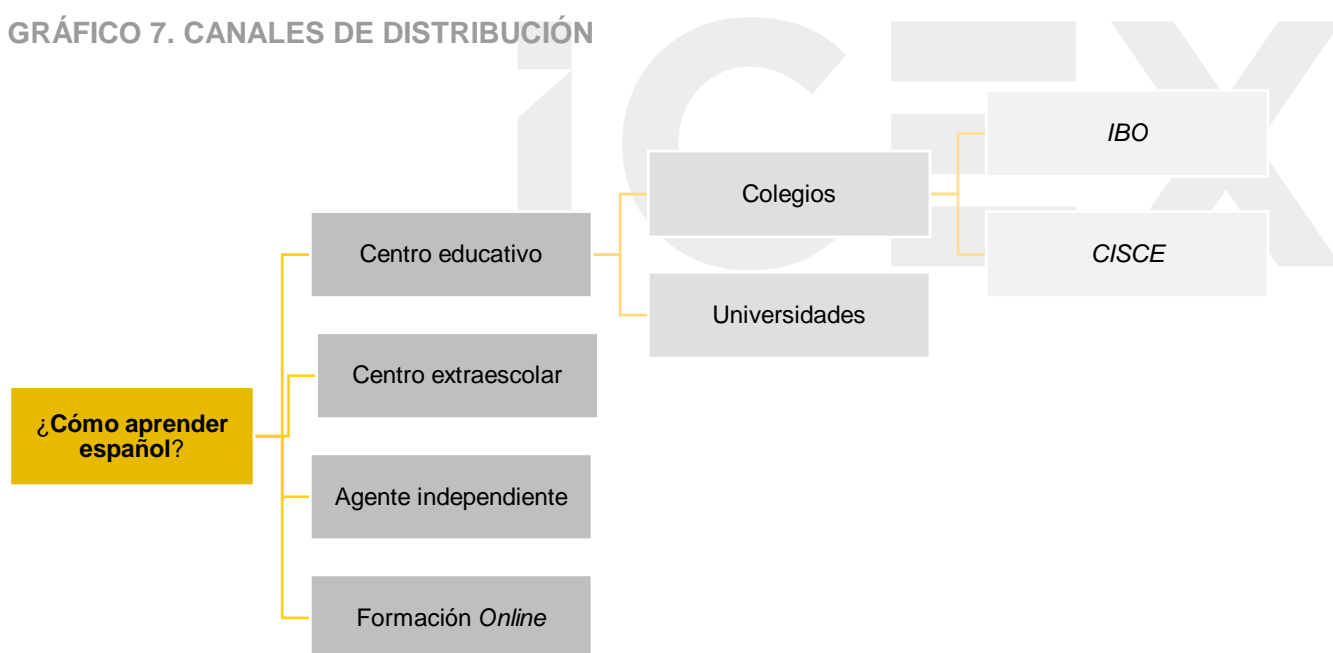 GRÁFICO 7. CANALES DE DISTRIBUCIÓN
iCEX
IBO
Colegios
Centro educativo
CISCE
Universidades
Centro extraescolar
¿Cómo aprender
español?
Agente independiente
Formación Online